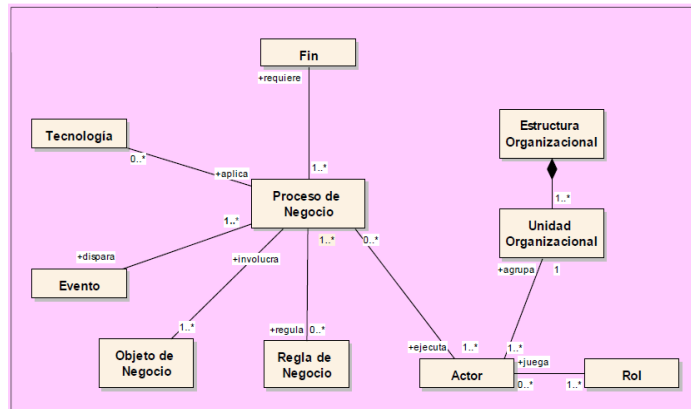 Fin
+requiere
Tecnología
0..*
+aplica
1..*
Proceso de
Negocio
Estructura
Organizacional
1..*
Unidad
Organizacional
1..*
+dispara
Evento
+involucra
1..*
0..*
+agrupa
1
1..*
Objeto de
Negocio
+regula
0..*
Regla de
Negocio
+ejecuta
1..*
1..*
+juega
Actor
0..*
1..*
Rol